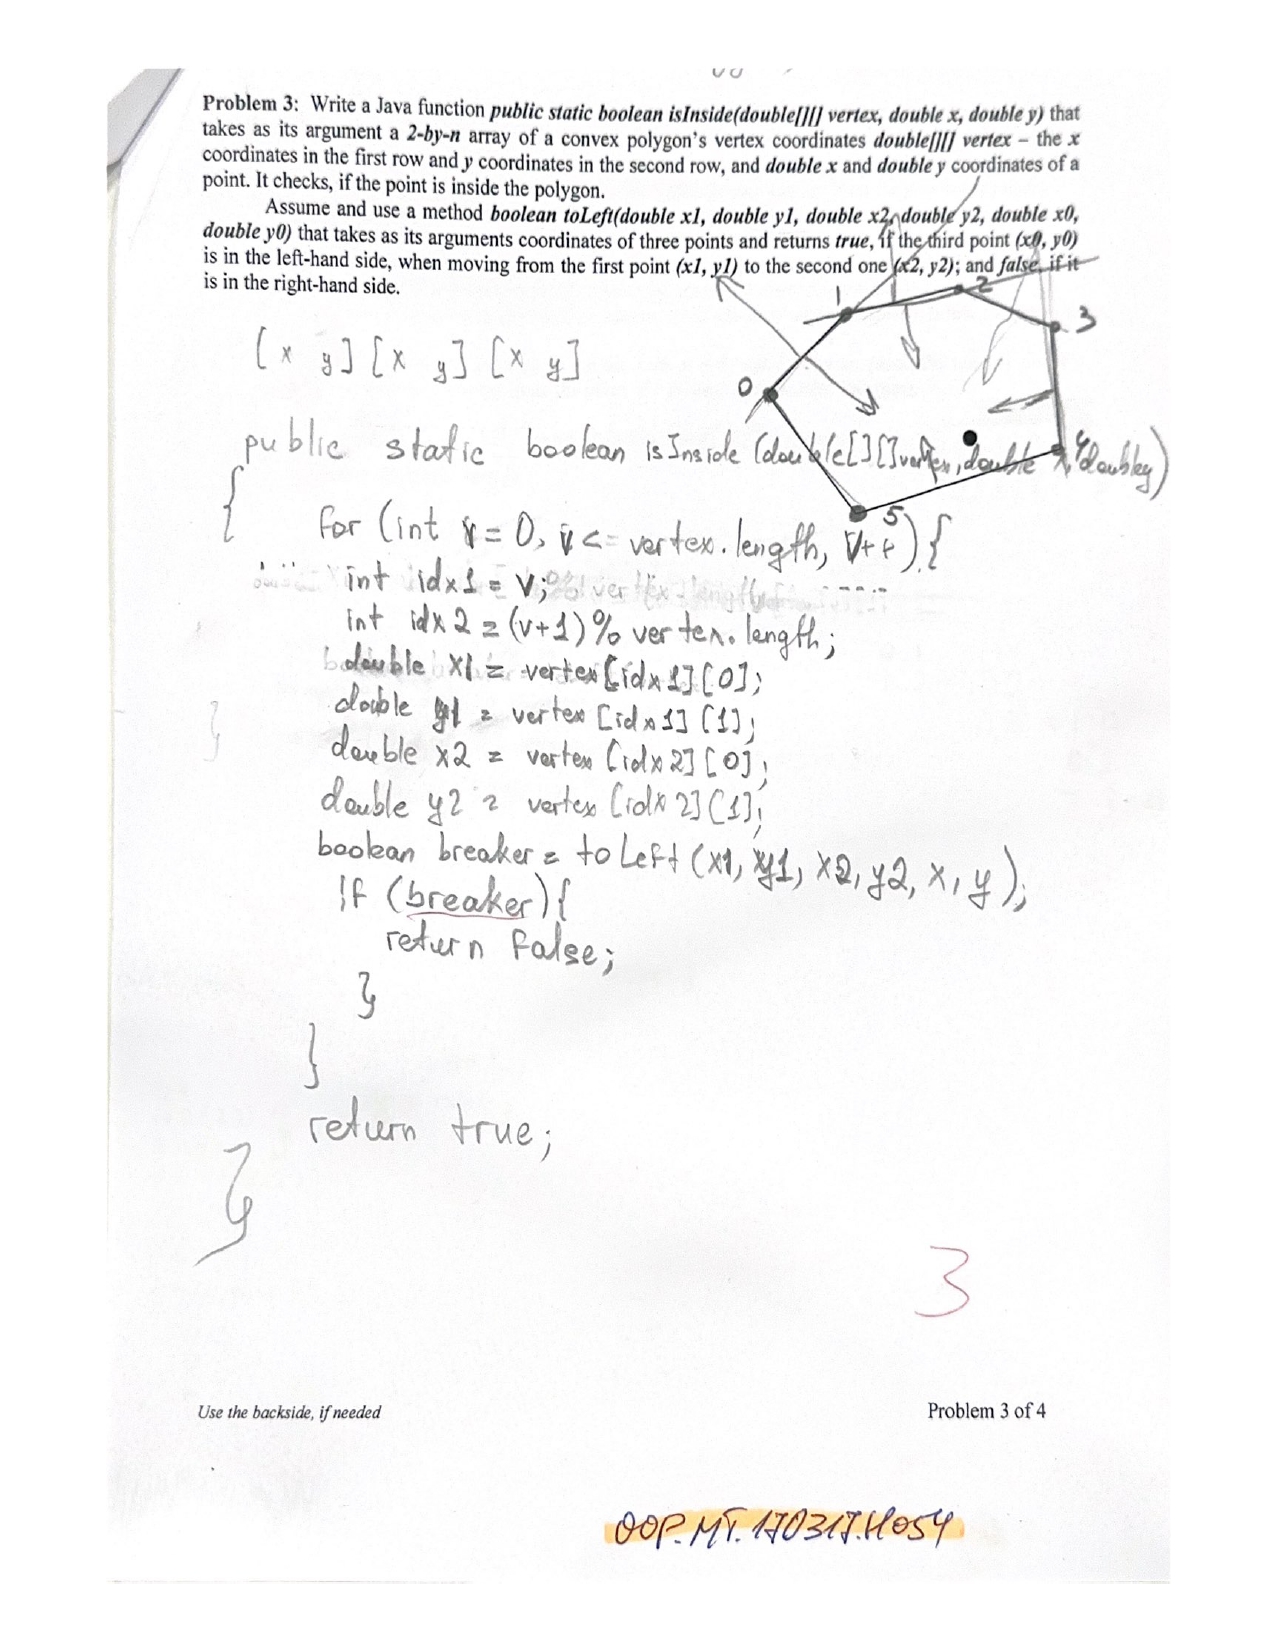 Problem 3: Write a Java function public static boolean isInside(double[][] vertex, double x, double y) that
takes as its argument a 2-by-n array of a convex polygon's vertex coordinates double[][] vertex – the x
coordinates in the first row and y coordinates in the second row, and double x and double y coordinates of a
point. It checks, if the point is inside the polygon.
Assume and use a method boolean toLeft(double x1, double y1, double x2, double y2, double x0,
double y0) that takes as its arguments coordinates of three points and returns true, if the third point (x0, y0)
is in the left-hand side, when moving from the first point (x1, y1) to the second one (x2, y2); and false, if it
is in the right-hand side.
1 2 3
[x y] [x y] [x y]
0
public static boolean isInside (double[][]vertex, double x, double y)
4
{
5
for (int v = 0, v <= vertex.length, v++){
int idx1 = v;
int idx2 = (v+1)% vertex.length;
double x1 = vertex[idx1][0];
double y1 = vertex [idx1] [1];
double x2 = vertex [idx2] [0];
double y2 = vertex [idx2] [1];
boolean breaker = toLeft (x1, y1, x2, y2, x, y);
if (breaker){
return false;
}
}
return true;
}
3
Use the backside, if needed
Problem 3 of 4
OOP.MT.170317.H054